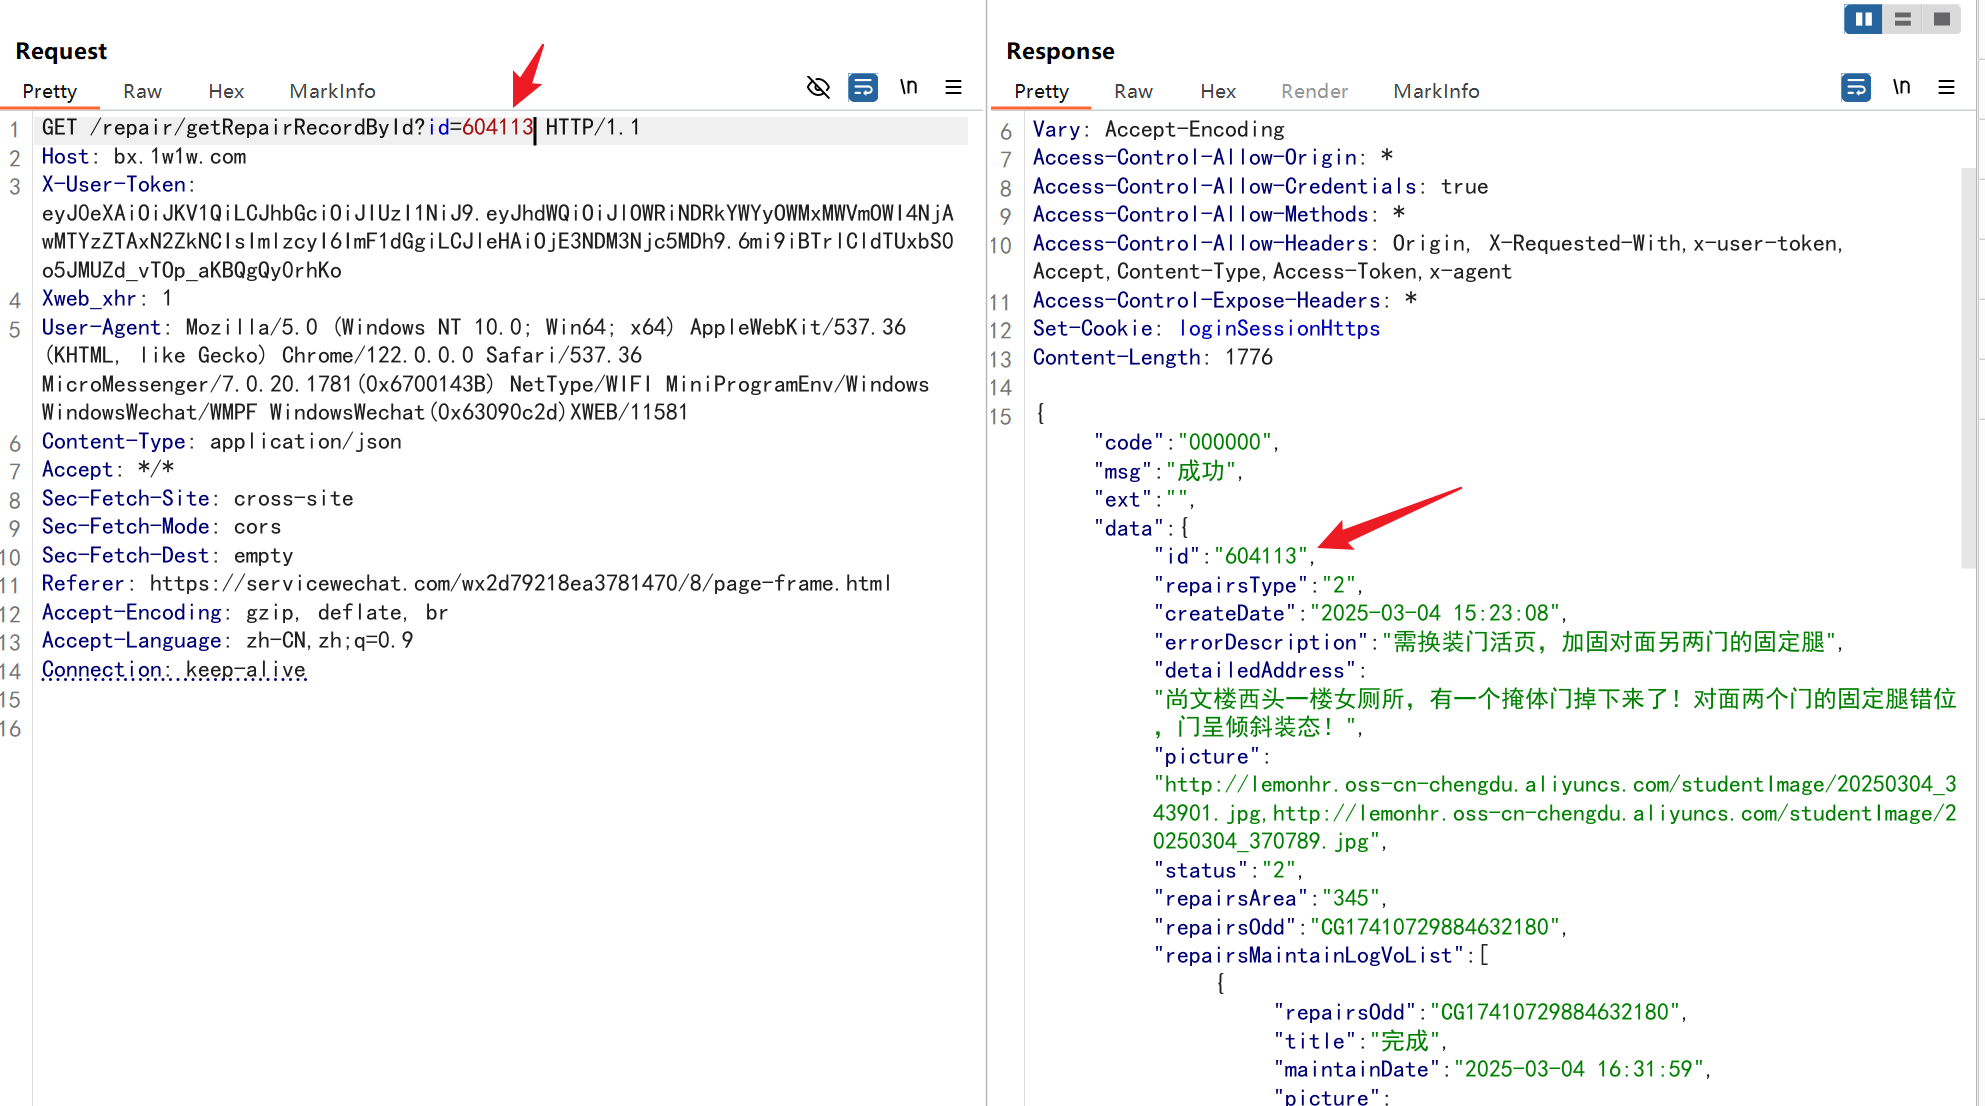 Request
Pretty Raw Hex MarkInfo \n
1 GET /repair/getRepairRecordById?id=604113 HTTP/1.1
2 Host: bx.1w1w.com
3 X-User-Token:
eyJ0eXAiOiJKV1QiLCJhbGciOiJIUzI1NiJ9.eyJhdWQiOiJlOWRiNDRkYWYyOWMxMWVmOWI4NjA
wMTYzZTAxN2ZkNCIsImlzcyI6ImF1dGgiLCJleHAiOjE3NDM3Njc5MDh9.6mi9iBTrlCldTUxbS0
o5JMUZd_vTOp_aKBQgQy0rhKo
4 Xweb_xhr: 1
5 User-Agent: Mozilla/5.0 (Windows NT 10.0; Win64; x64) AppleWebKit/537.36
(KHTML, like Gecko) Chrome/122.0.0.0 Safari/537.36
MicroMessenger/7.0.20.1781(0x6700143B) NetType/WIFI MiniProgramEnv/Windows
WindowsWechat/WMPF WindowsWechat(0x63090c2d)XWEB/11581
6 Content-Type: application/json
7 Accept: */*
8 Sec-Fetch-Site: cross-site
9 Sec-Fetch-Mode: cors
10 Sec-Fetch-Dest: empty
11 Referer: https://servicewechat.com/wx2d79218ea3781470/8/page-frame.html
12 Accept-Encoding: gzip, deflate, br
13 Accept-Language: zh-CN,zh;q=0.9
14 Connection: keep-alive
15
16
Response
Pretty Raw Hex Render MarkInfo \n
6 Vary: Accept-Encoding
7 Access-Control-Allow-Origin: *
8 Access-Control-Allow-Credentials: true
9 Access-Control-Allow-Methods: *
10 Access-Control-Allow-Headers: Origin, X-Requested-With,x-user-token,
Accept,Content-Type,Access-Token,x-agent
11 Access-Control-Expose-Headers: *
12 Set-Cookie: loginSessionHttps
13 Content-Length: 1776
14
15 {
"code":"000000",
"msg":"成功",
"ext":"",
"data":{
"id":"604113",
"repairsType":"2",
"createDate":"2025-03-04 15:23:08",
"errorDescription":"需换装门活页，加固对面另两门的固定腿",
"detailedAddress":
"尚文楼西头一楼女厕所，有一个掩体门掉下来了！对面两个门的固定腿错位
，门呈倾斜装态！",
"picture":
"http://lemonhr.oss-cn-chengdu.aliyuncs.com/studentImage/20250304_3
43901.jpg,http://lemonhr.oss-cn-chengdu.aliyuncs.com/studentImage/2
0250304_370789.jpg",
"status":"2",
"repairsArea":"345",
"repairsOdd":"CG17410729884632180",
"repairsMaintainLogVoList":[
{
"repairsOdd":"CG17410729884632180",
"title":"完成",
"maintainDate":"2025-03-04 16:31:59",
"picture":